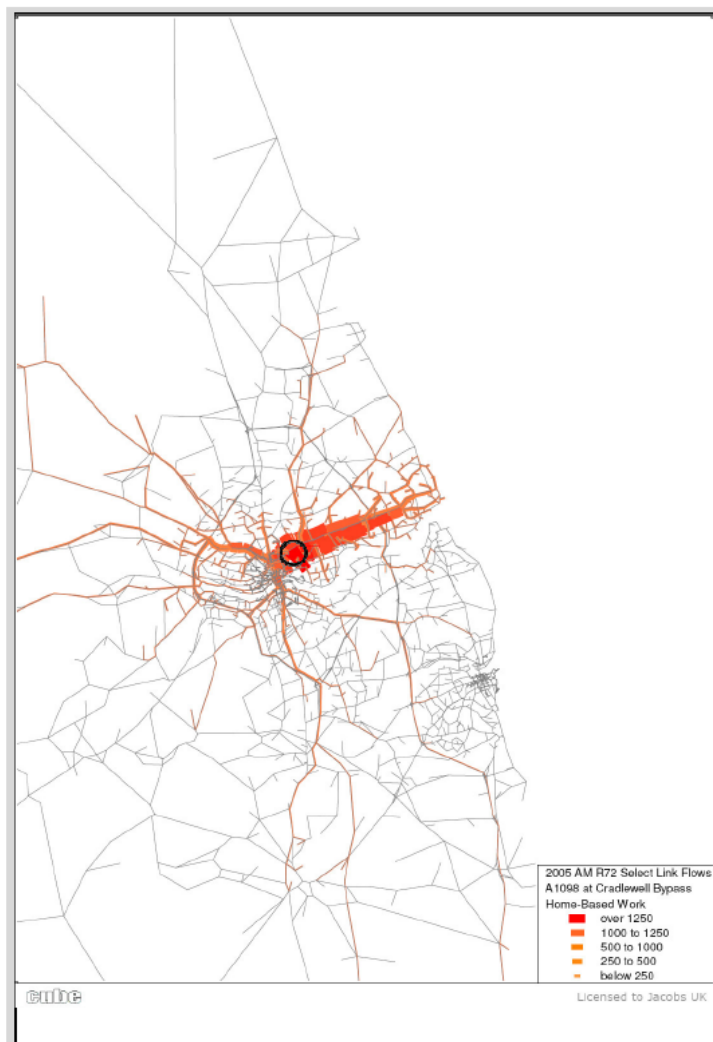 2005 AM R72 Select Link Flows
A1098 at Cradlewell Bypass
Home-Based Work
over 1250
1000 to 1250
500 to 1000
250 to 500
below 250
cube
Licensed to Jacobs UK